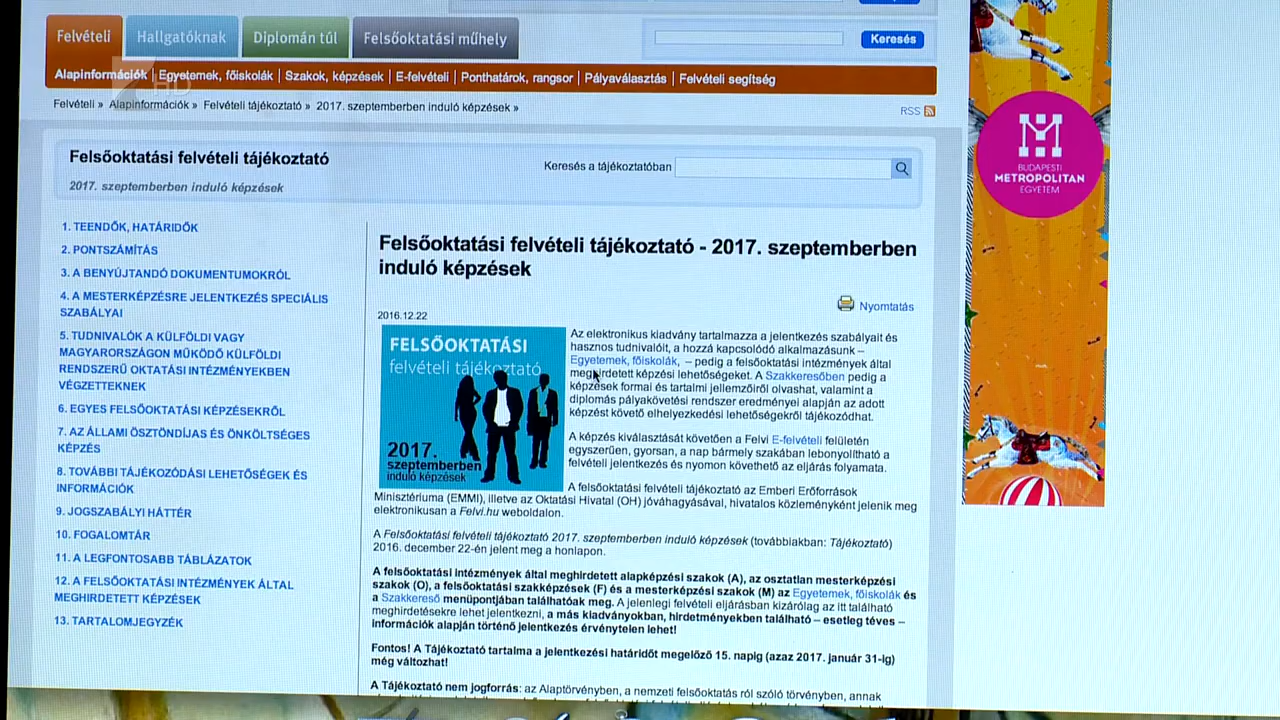 Felvételi
Hallgatóknak
Diplomán túl
Felsőoktatási műhely
Keresés
Alapinformációk | Egyetemek, főiskolák | Szakok, képzések | E-felvételi | Ponthatárok, rangsor | Pályaválasztás | Felvételi segítség
7 HD
Felvételi » Alapinformációk » Felvételi tájékoztató » 2017. szeptemberben induló képzések »
RSS
Felsőoktatási felvételi tájékoztató
2017. szeptemberben induló képzések
Keresés a tájékoztatóban
1. TEENDŐK, HATÁRIDŐK
2. PONTSZÁMÍTÁS
3. A BENYÚJTANDÓ DOKUMENTUMOKRÓL
4. A MESTERKÉPZÉSRE JELENTKEZÉS SPECIÁLIS
SZABÁLYAI
5. TUDNIVALÓK A KÜLFÖLDI VAGY
MAGYARORSZÁGON MŰKÖDŐ KÜLFÖLDI
RENDSZERŰ OKTATÁSI INTÉZMÉNYEKBEN
VÉGZETTEKNEK
6. EGYES FELSŐOKTATÁSI KÉPZÉSEKRŐL
7. AZ ÁLLAMI ÖSZTÖNDÍJAS ÉS ÖNKÖLTSÉGES
KÉPZÉS
8. TOVÁBBI TÁJÉKOZÓDÁSI LEHETŐSÉGEK ÉS
INFORMÁCIÓK
9. JOGSZABÁLYI HÁTTÉR
10. FOGALOMTÁR
11. A LEGFONTOSABB TÁBLÁZATOK
12. A FELSŐOKTATÁSI INTÉZMÉNYEK ÁLTAL
MEGHIRDETETT KÉPZÉSEK
13. TARTALOMJEGYZÉK
Felsőoktatási felvételi tájékoztató - 2017. szeptemberben
induló képzések
Nyomtatás
2016.12.22
FELSŐOKTATÁSI
felvételi tájékoztató
2017.
szeptemberben
induló képzések
Az elektronikus kiadvány tartalmazza a jelentkezés szabályait és
hasznos tudnivalóit, a hozzá kapcsolódó alkalmazásunk –
Egyetemek, főiskolák, – pedig a felsőoktatási intézmények által
meghirdetett képzési lehetőségeket. A Szakkeresőben pedig a
képzések formai és tartalmi jellemzőiről olvashat, valamint a
diplomás pályakövetési rendszer eredményei alapján az adott
képzést követő elhelyezkedési lehetőségekről tájékozódhat.
A képzés kiválasztását követően a Felvi E-felvételi felületén
egyszerűen, gyorsan, a nap bármely szakában lebonyolítható a
felvételi jelentkezés és nyomon követhető az eljárás folyamata.
A felsőoktatási felvételi tájékoztató az Emberi Erőforrások
Minisztériuma (EMMI), illetve az Oktatási Hivatal (OH) jóváhagyásával, hivatalos közleményként jelenik meg
elektronikusan a Felvi.hu weboldalon.
A Felsőoktatási felvételi tájékoztató 2017. szeptemberben induló képzések (továbbiakban: Tájékoztató)
2016. december 22-én jelent meg a honlapon.
A felsőoktatási intézmények által meghirdetett alapképzési szakok (A), az osztatlan mesterképzési
szakok (O), a felsőoktatási szakképzések (F) és a mesterképzési szakok (M) az Egyetemek, főiskolák és
a Szakkereső menüpontjában találhatóak meg. A jelenlegi felvételi eljárásban kizárólag az itt található
meghirdetésekre lehet jelentkezni, a más kiadványokban, hirdetményekben található – esetleg téves –
információk alapján történő jelentkezés érvénytelen lehet!
Fontos! A Tájékoztató tartalma a jelentkezési határidőt megelőző 15. napig (azaz 2017. január 31-ig)
még változhat!
A Tájékoztató nem jogforrás: az Alaptörvényben, a nemzeti felsőoktatás ról szóló törvényben, annak
BUDAPESTI
METROPOLITAN
EGYETEM